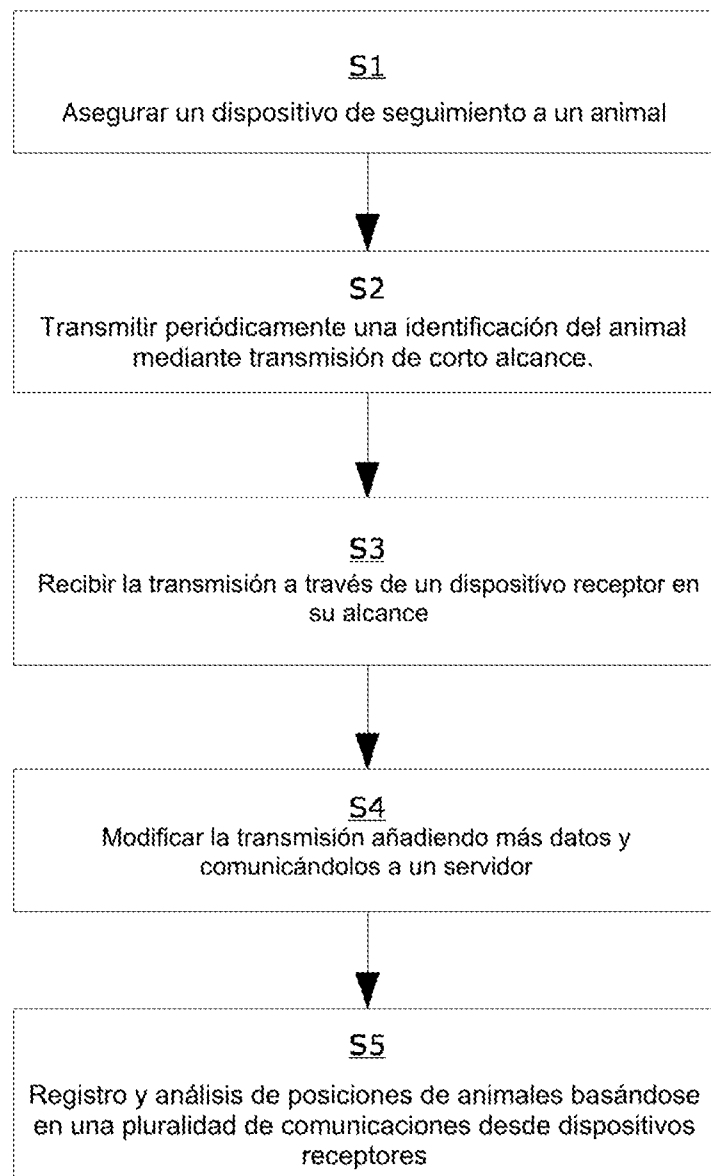 S1
Asegurar un dispositivo de seguimiento a un animal
S2
Transmitir periódicamente una identificación del animal
mediante transmisión de corto alcance.
S3
Recibir la transmisión a través de un dispositivo receptor en
su alcance
S4
Modificar la transmisión añadiendo más datos y
comunicándolos a un servidor
S5
Registro y análisis de posiciones de animales basándose
en una pluralidad de comunicaciones desde dispositivos
receptores